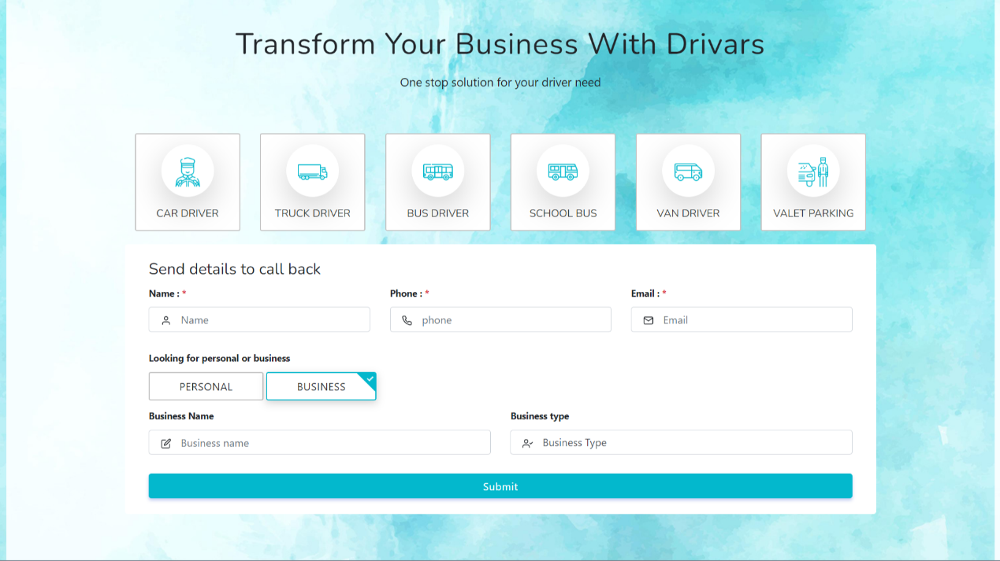 Transform Your Business With Drivars
One stop solution for your driver need
CAR DRIVER
TRUCK DRIVER
BUS DRIVER
SCHOOL BUS
VAN DRIVER
VALET PARKING
Send details to call back
Name : *
Phone : *
Email : *
Name
phone
Email
Looking for personal or business
PERSONAL
BUSINESS
Business Name
Business type
Business name
Business Type
Submit